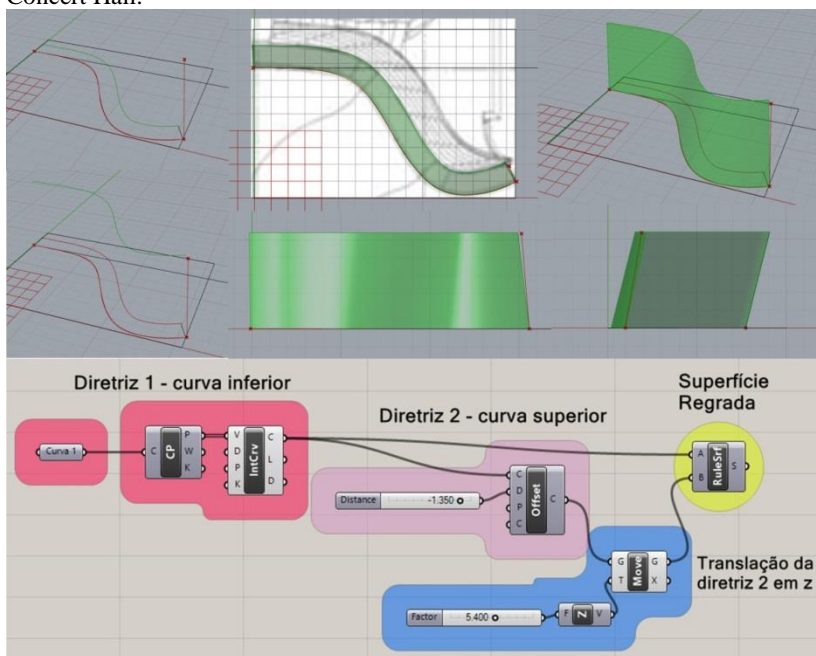 Concert Hall.
Diretriz 1 - curva inferior
Superfície
Regrada
Diretriz 2 - curva superior
Curva 1
C CP P W K
V D P K IntCrv C L D
Distance -1.350
C D P C Offset C
A B RuleSrf S
G T Move G X
Translação da
diretriz 2 em z
Factor 5.400
F Z V